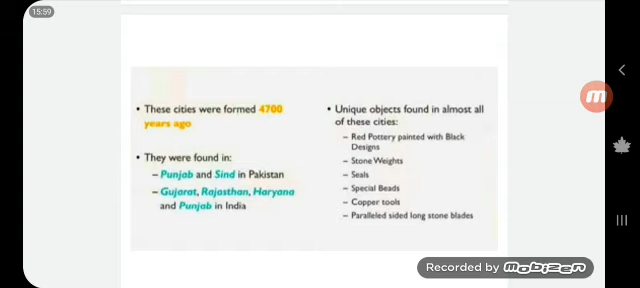 15:59
• These cities were formed 4700
years ago
• They were found in:
– Punjab and Sind in Pakistan
– Gujarat, Rajasthan, Haryana
and Punjab in India
• Unique objects found in almost all
of these cities:
– Red Pottery painted with Black
Designs
– Stone Weights
– Seals
– Special Beads
– Copper tools
– Paralleled sided long stone blades
Recorded by mobizen